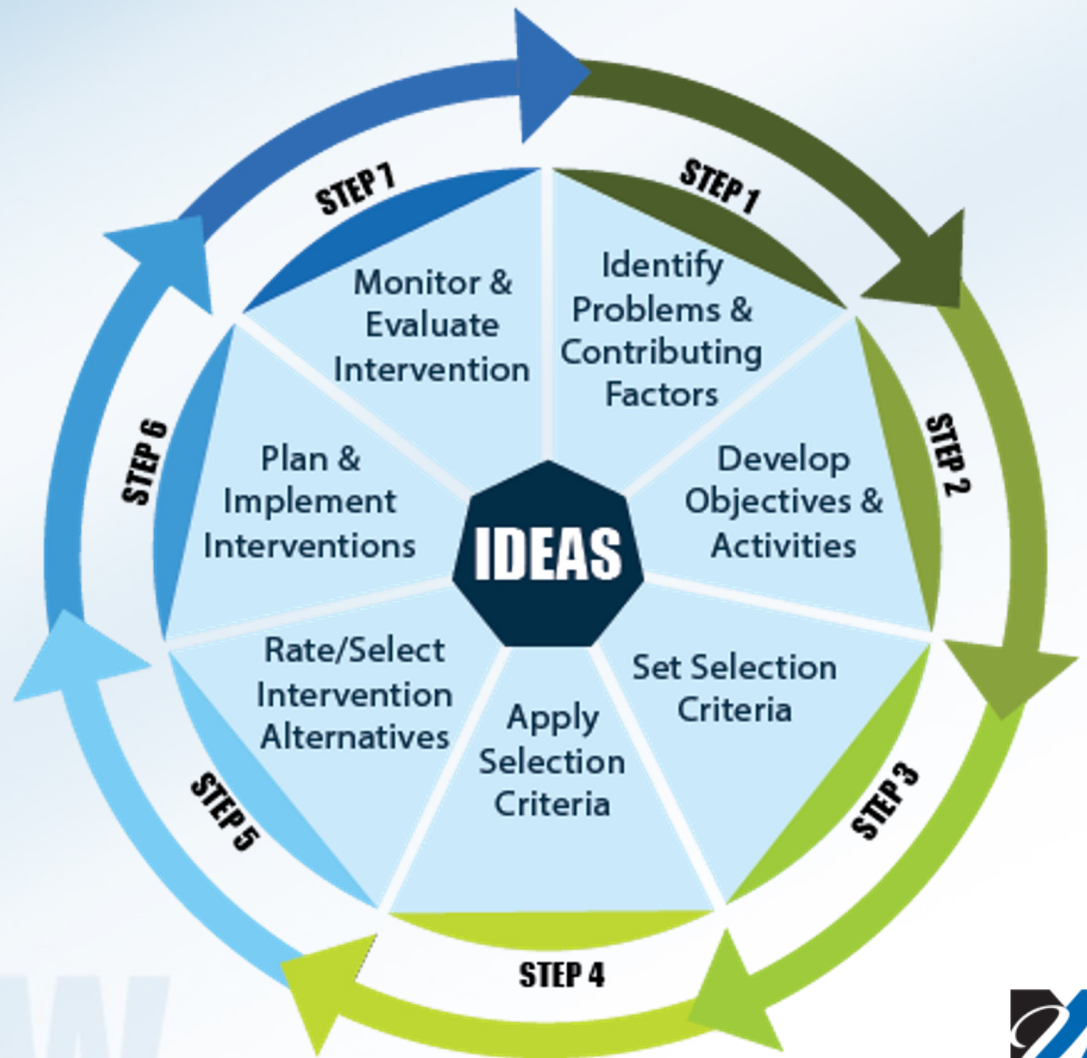 STEP 1
Identify
Problems &
Contributing
Factors
STEP 2
Develop
Objectives &
Activities
STEP 3
Set Selection
Criteria
STEP 4
Apply
Selection
Criteria
STEP 5
Rate/Select
Intervention
Alternatives
STEP 6
Plan &
Implement
Interventions
STEP 7
Monitor &
Evaluate
Intervention
IDEAS
W